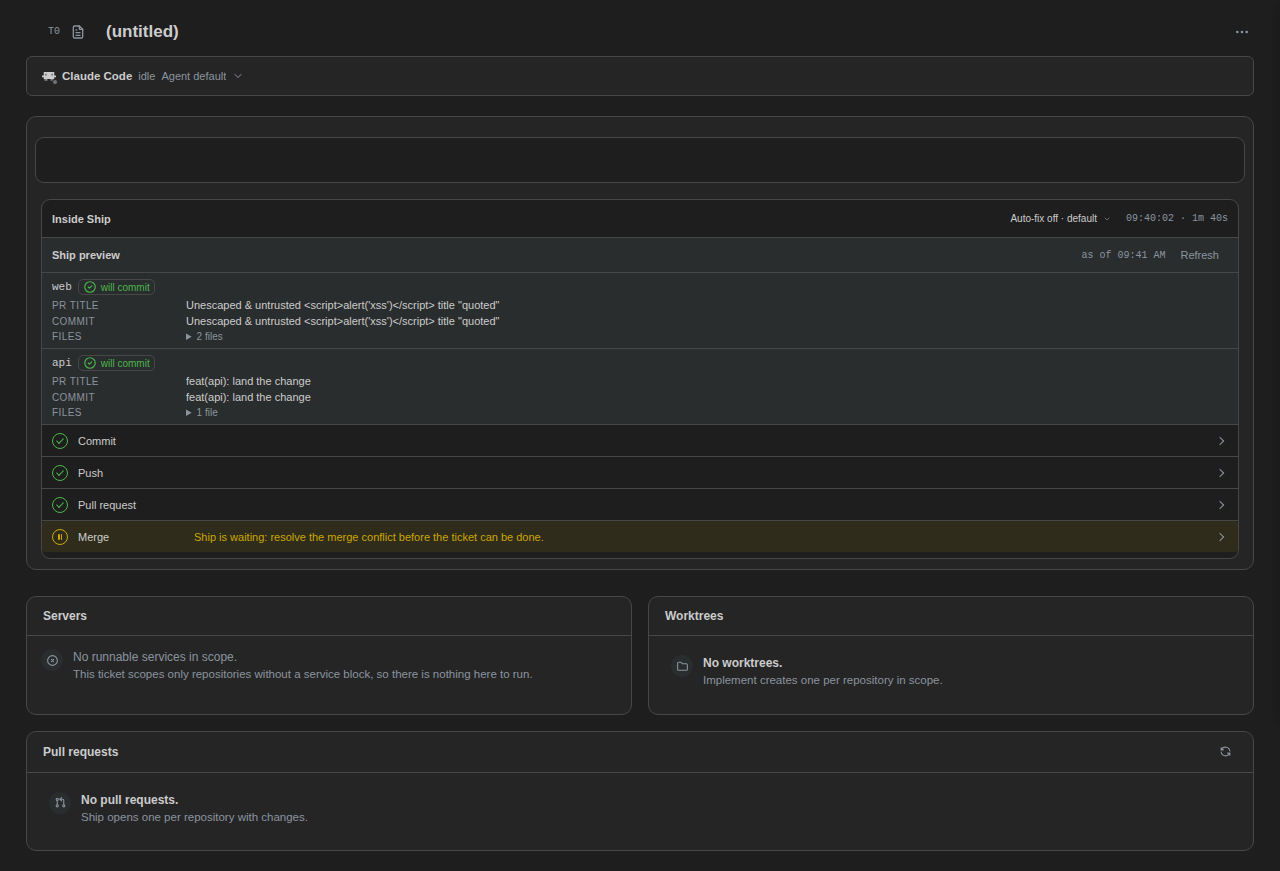 T0 (untitled)
Claude Code idle Agent default
Inside Ship Auto-fix off · default 09:40:02 · 1m 40s
Ship preview as of 09:41 AM Refresh
web will commit
PR TITLE Unescaped & untrusted <script>alert('xss')</script> title "quoted"
COMMIT Unescaped & untrusted <script>alert('xss')</script> title "quoted"
FILES 2 files
api will commit
PR TITLE feat(api): land the change
COMMIT feat(api): land the change
FILES 1 file
Commit
Push
Pull request
Merge Ship is waiting: resolve the merge conflict before the ticket can be done.
Servers
No runnable services in scope.
This ticket scopes only repositories without a service block, so there is nothing here to run.
Worktrees
No worktrees.
Implement creates one per repository in scope.
Pull requests
No pull requests.
Ship opens one per repository with changes.